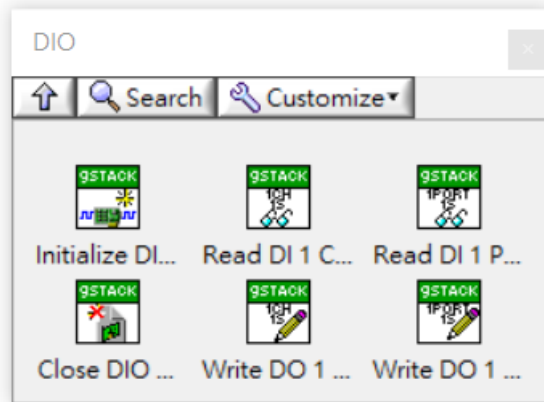 DIO
Search Customize
gSTACK gSTACK gSTACK
1CH 1PORT
1S 1S
Initialize DI... Read DI 1 C... Read DI 1 P...
gSTACK gSTACK gSTACK
1CH 1PORT
1S 1S
Close DIO ... Write DO 1 ... Write DO 1 ...